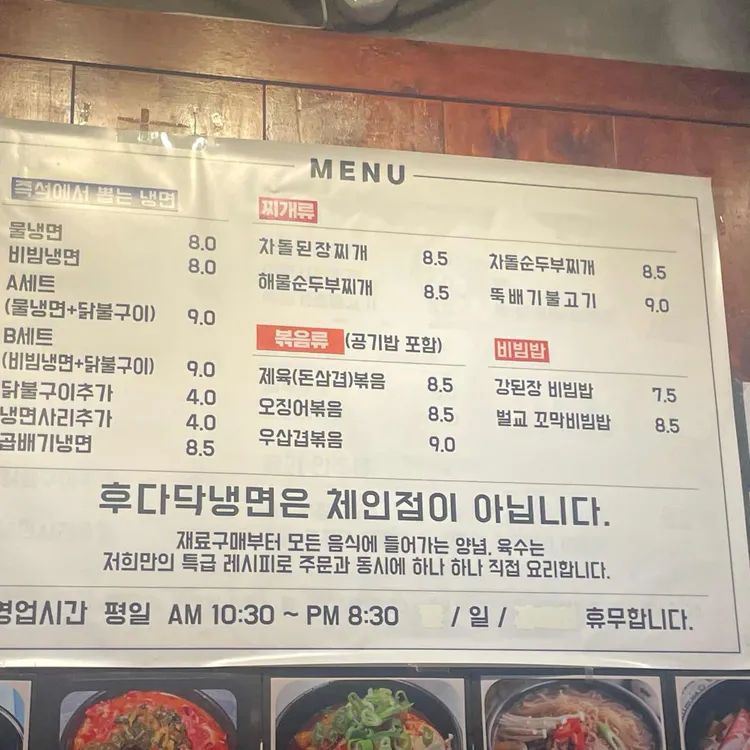 MENU
즉석에서 뽑는 냉면
물냉면 8.0
비빔냉면 8.0
A세트
(물냉면+닭불구이) 9.0
B세트
(비빔냉면+닭불구이) 9.0
닭불구이추가 4.0
냉면사리추가 4.0
곱배기냉면 8.5
찌개류
차돌된장찌개 8.5
해물순두부찌개 8.5
차돌순두부찌개 8.5
뚝배기불고기 9.0
볶음류 (공기밥 포함)
제육(돈삼겹)볶음 8.5
오징어볶음 8.5
우삼겹볶음 9.0
비빔밥
강된장 비빔밥 7.5
벌교 꼬막비빔밥 8.5
후다닥냉면은 체인점이 아닙니다.
재료구매부터 모든 음식에 들어가는 양념, 육수는
저희만의 특급 레시피로 주문과 동시에 하나 하나 직접 요리합니다.
영업시간 평일 AM 10:30 ~ PM 8:30 / 일 / 휴무합니다.